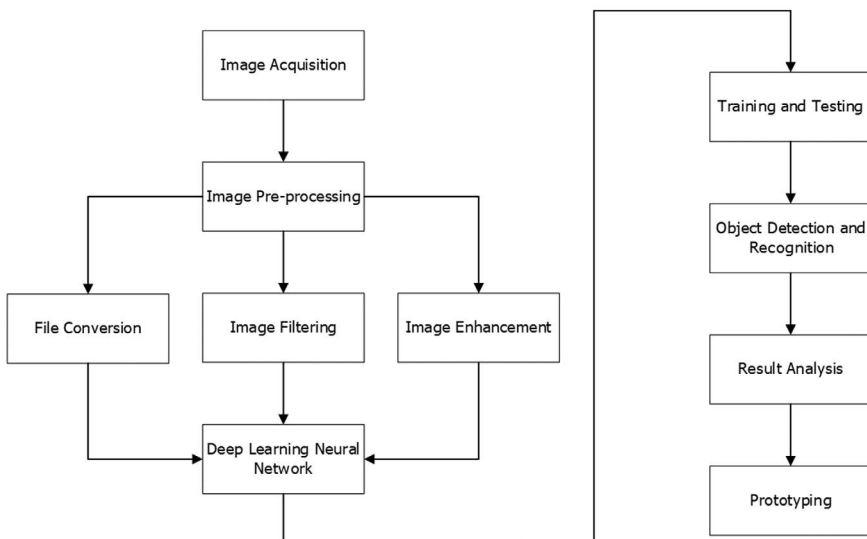 Image Acquisition
Image Pre-processing
File Conversion
Image Filtering
Image Enhancement
Deep Learning Neural
Network
Training and Testing
Object Detection and
Recognition
Result Analysis
Prototyping